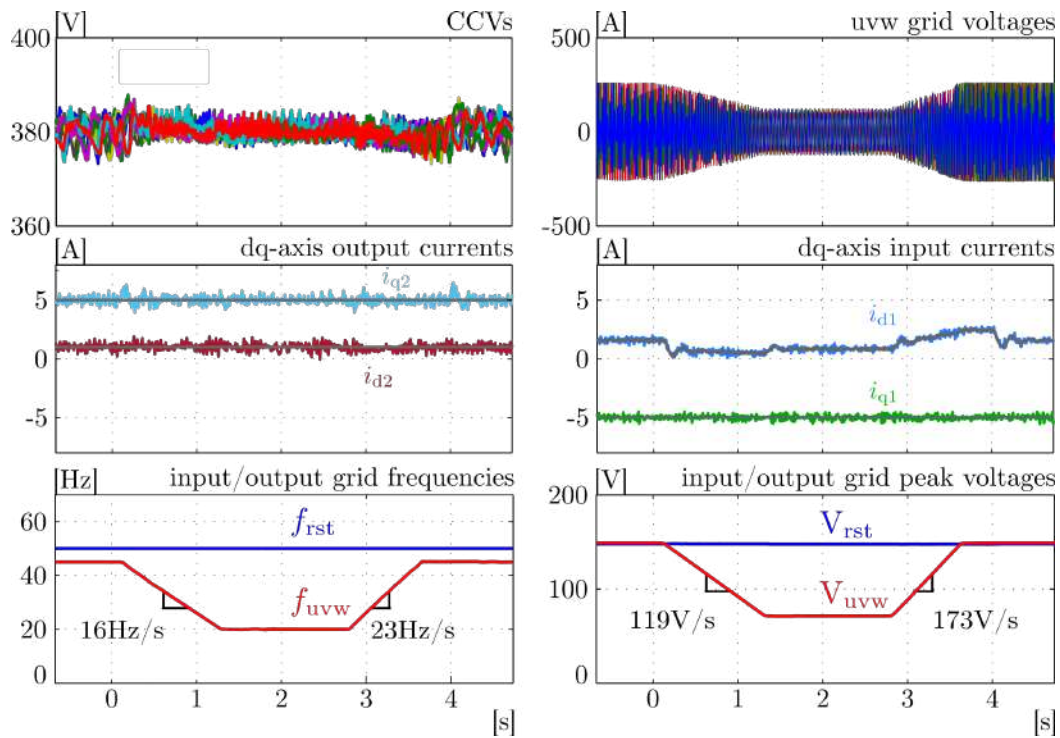 [V] CCVs
400
380
360
[A] uvw grid voltages
500
0
-500
[A] dq-axis output currents
i_q2
5
0
i_d2
-5
[A] dq-axis input currents
5
i_d1
0
i_q1
-5
[Hz] input/output grid frequencies
60
f_rst
40
f_uvw
20
16Hz/s 23Hz/s
0
0 1 2 3 4
[s]
[V] input/output grid peak voltages
200
V_rst
100
V_uvw
119V/s 173V/s
0
0 1 2 3 4
[s]